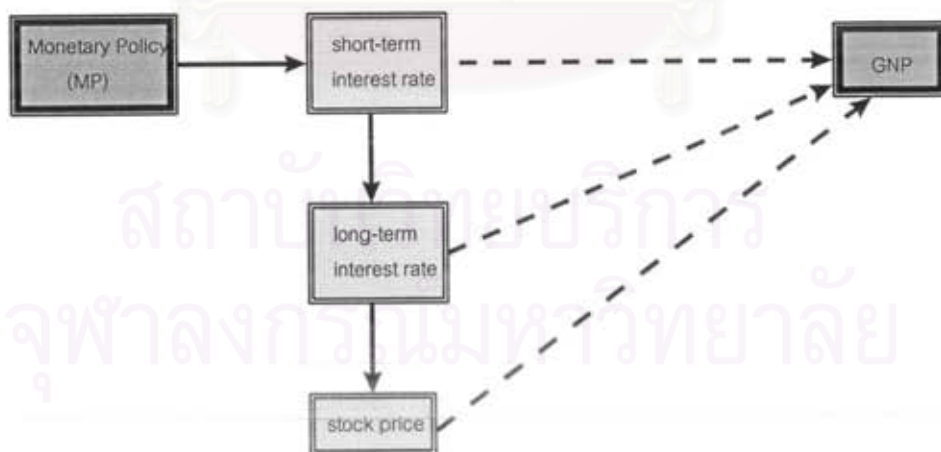 Monetary Policy
(MP)
short-term
interest rate
GNP
long-term
interest rate
stock price
สถาบันวิทยบริการ
จุฬาลงกรณ์มหาวิทยาลัย